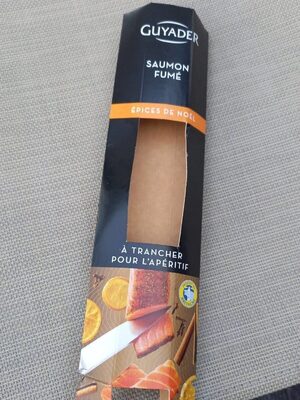 GUYADER
SAUMON
FUMÉ
ÉPICES DE NOËL
À TRANCHER
POUR L'APÉRITIF